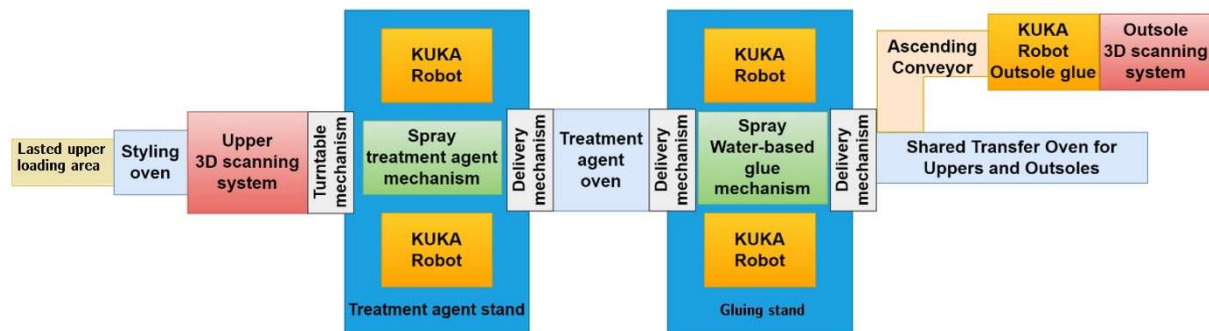 Lasted upper
loading area
Styling
oven
Upper
3D scanning
system
Turntable
mechanism
KUKA
Robot
Spray
treatment agent
mechanism
KUKA
Robot
Treatment agent stand
Delivery
mechanism
Treatment
agent
oven
Delivery
mechanism
KUKA
Robot
Spray
Water-based
glue
mechanism
KUKA
Robot
Gluing stand
Delivery
mechanism
Ascending
Conveyor
KUKA
Robot
Outsole glue
Outsole
3D scanning
system
Shared Transfer Oven for
Uppers and Outsoles